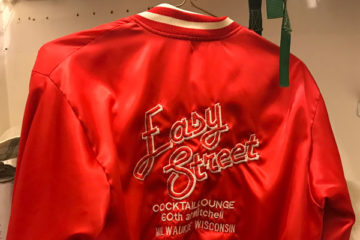 Easy
Street
COCKTAIL LOUNGE
60th and Mitchell
MILWAUKEE WISCONSIN